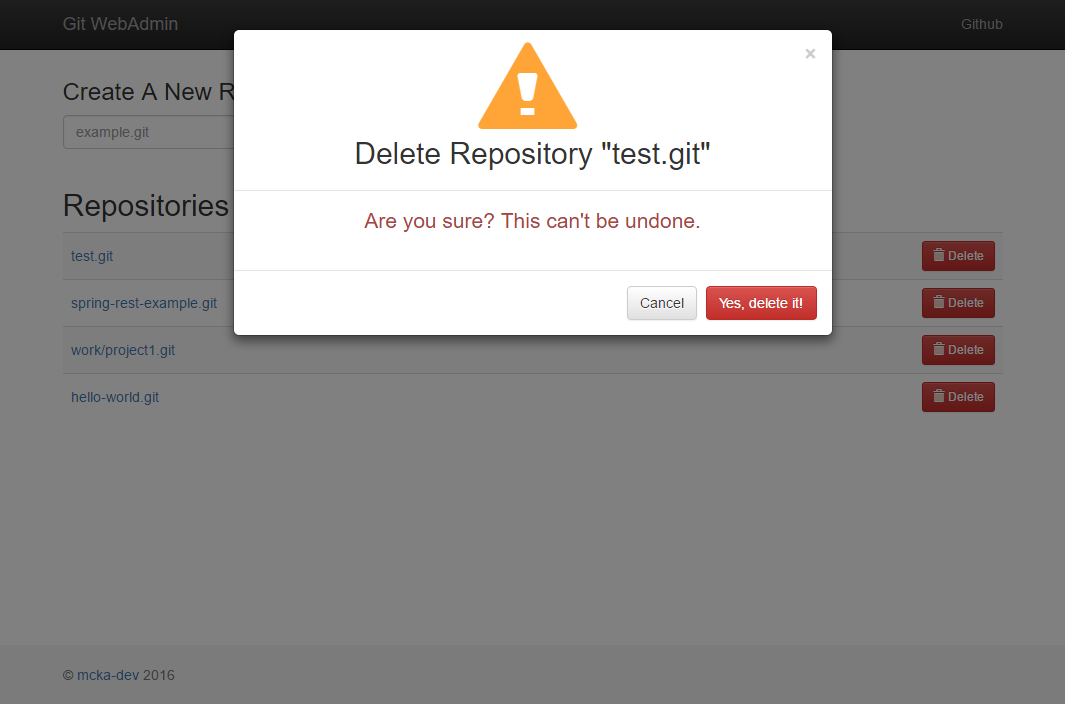 Git WebAdmin
Github
×
Create A New R
example.git
Delete Repository "test.git"
Are you sure? This can't be undone.
Cancel
Yes, delete it!
Repositories
test.git
Delete
spring-rest-example.git
Delete
work/project1.git
Delete
hello-world.git
Delete
© mcka-dev 2016